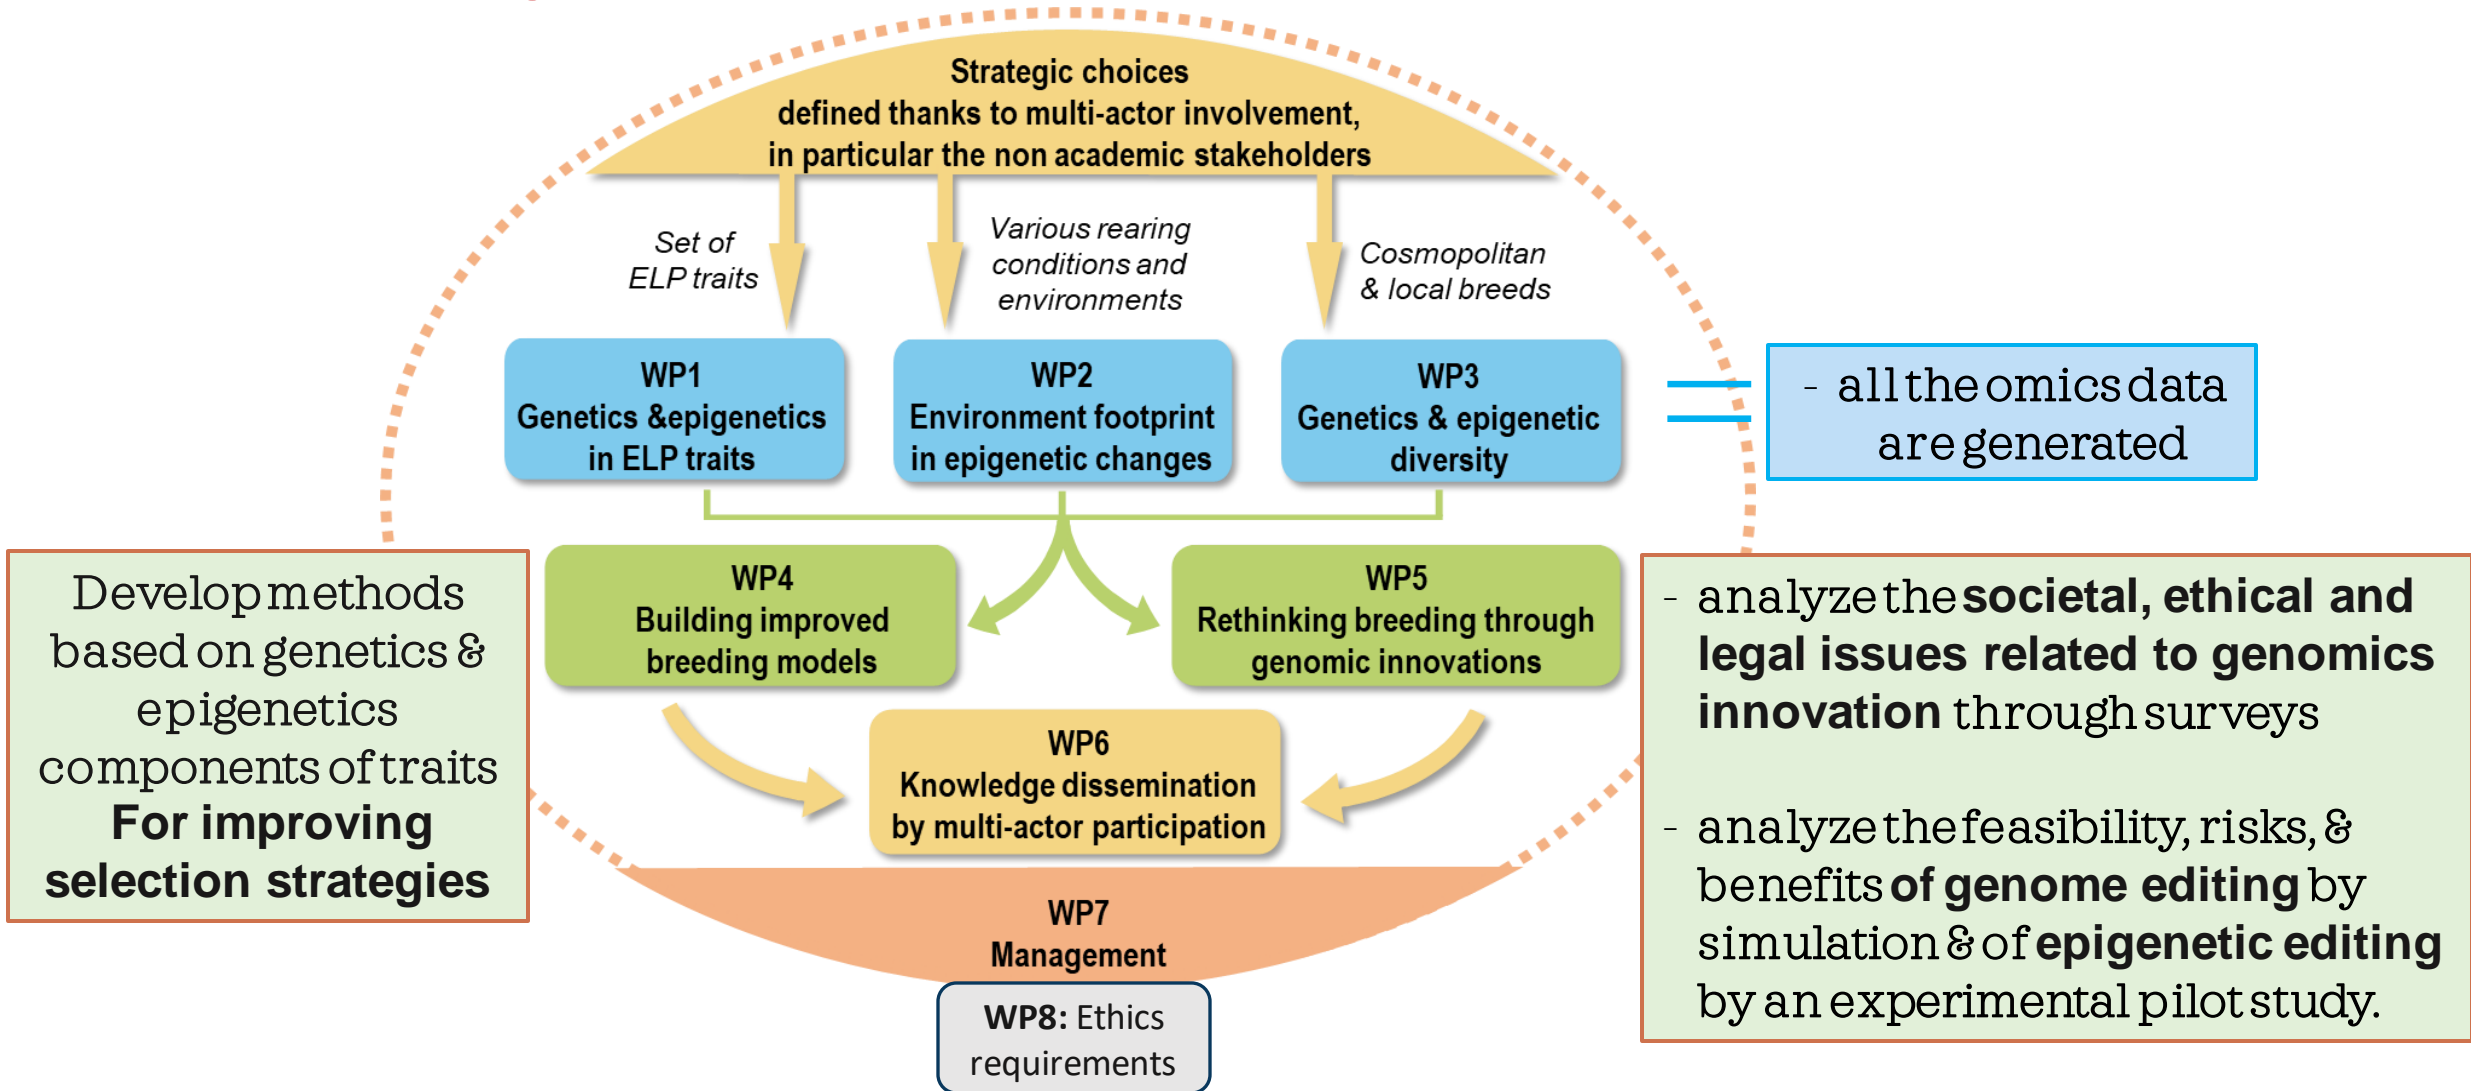 Strategic choices
defined thanks to multi-actor involvement,
in particular the non academic stakeholders
Set of
ELP traits
Various rearing
conditions and
environments
Cosmopolitan
& local breeds
WP1
Genetics &epigenetics
in ELP traits
WP2
Environment footprint
in epigenetic changes
WP3
Genetics & epigenetic
diversity
- all the omics data
are generated
WP4
Building improved
breeding models
WP5
Rethinking breeding through
genomic innovations
Develop methods
based on genetics &
epigenetics
components of traits
For improving
selection strategies
- analyze the societal, ethical and
legal issues related to genomics
innovation through surveys
- analyze the feasibility, risks, &
benefits of genome editing by
simulation & of epigenetic editing
by an experimental pilot study.
WP6
Knowledge dissemination
by multi-actor participation
WP7
Management
WP8: Ethics
requirements